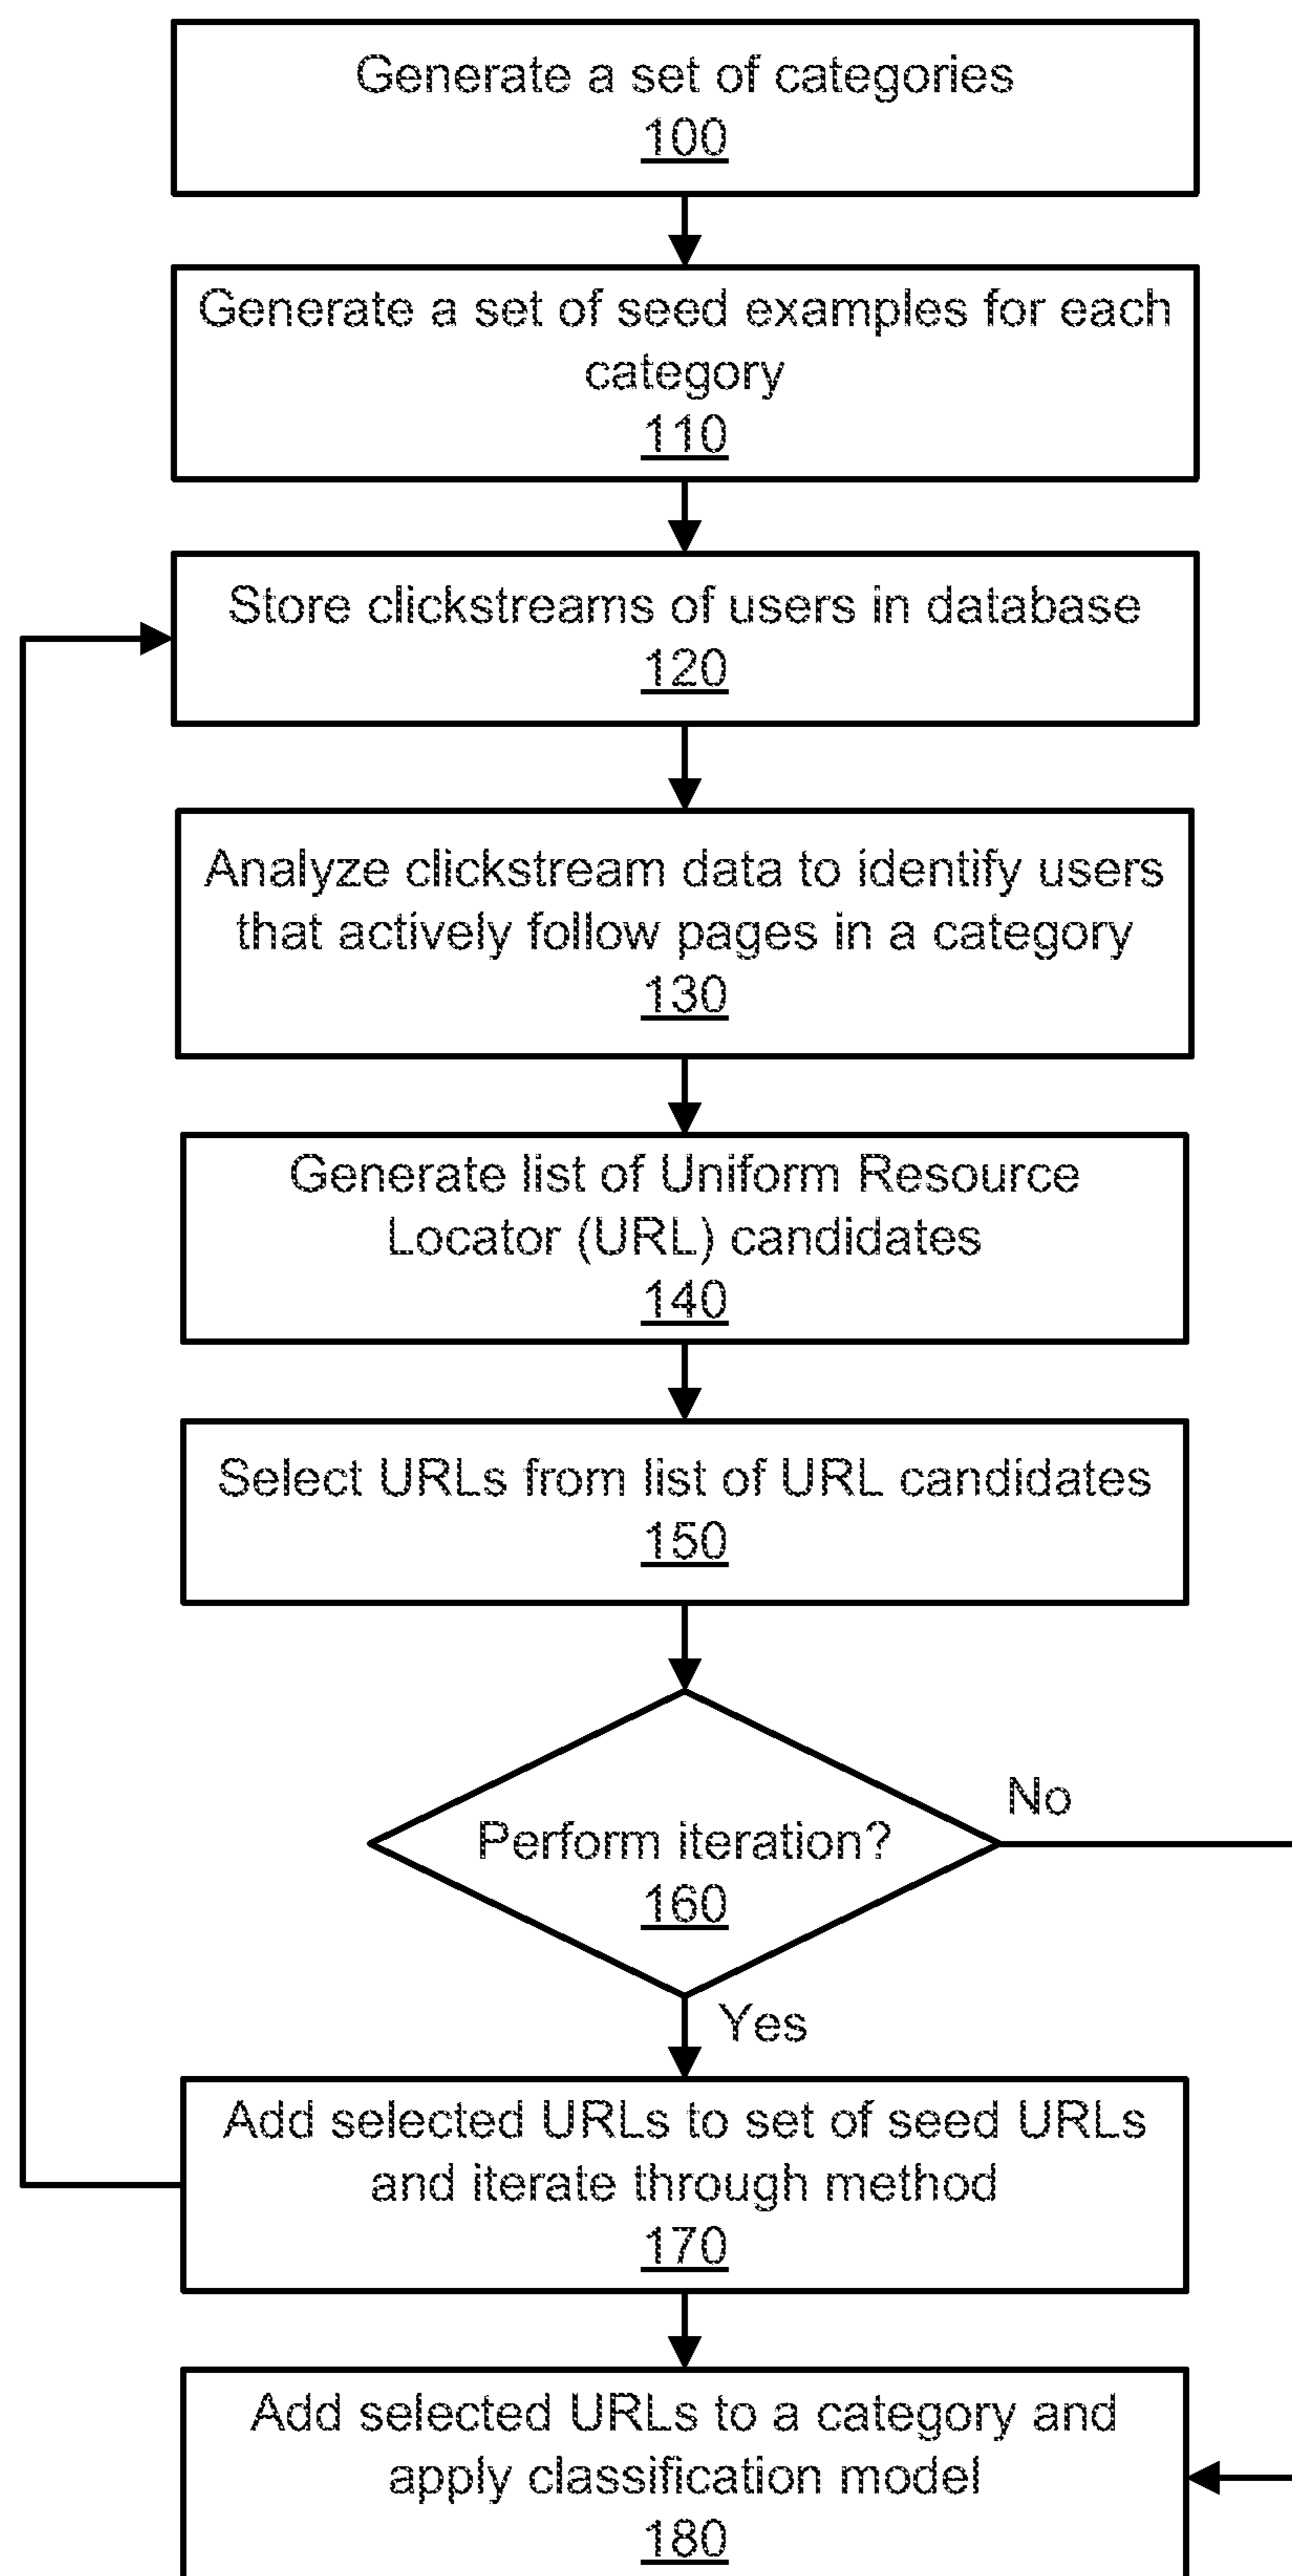 Generate a set of categories
100
Generate a set of seed examples for each
category
110
Store clickstreams of users in database
120
Analyze clickstream data to identify users
that actively follow pages in a category
130
Generate list of Uniform Resource
Locator (URL) candidates
140
Select URLs from list of URL candidates
150
No
Perform iteration?
160
Yes
Add selected URLs to set of seed URLs
and iterate through method
170
Add selected URLs to a category and
apply classification model
180